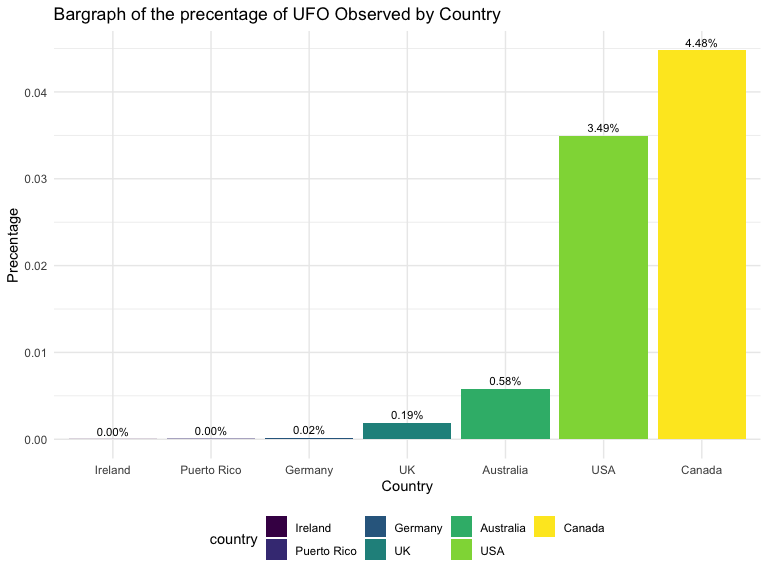 Bargraph of the precentage of UFO Observed by Country
4.48%
3.49%
0.58%
0.19%
0.02%
0.00%
0.00%
0.04
0.03
0.02
0.01
0.00
Precentage
Ireland Puerto Rico Germany UK Australia USA Canada
Country
country
Ireland Germany Australia Canada
Puerto Rico UK USA